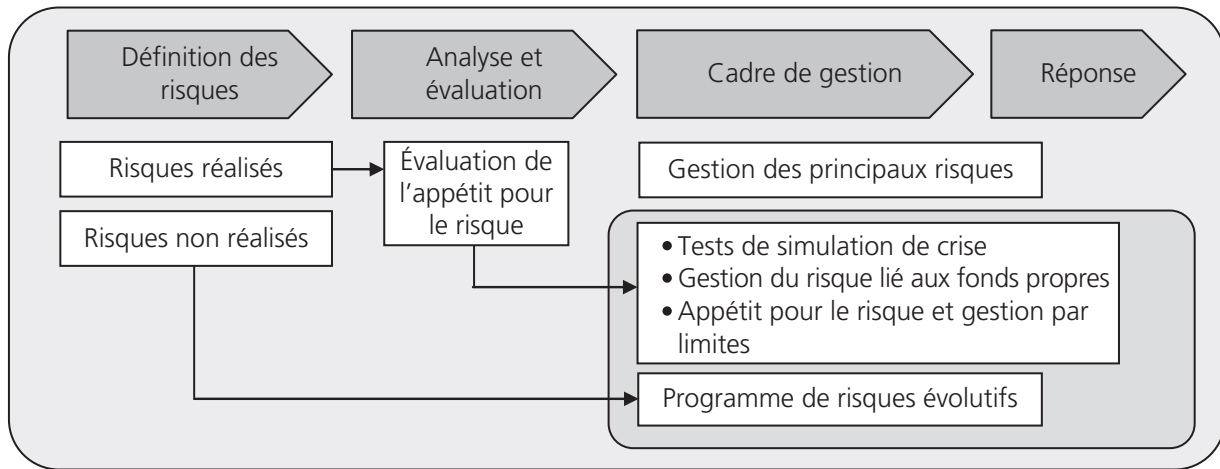 Définition des
risques
Analyse et
évaluation
Cadre de gestion
Réponse
Risques réalisés
Risques non réalisés
Évaluation de
l'appétit pour
le risque
Gestion des principaux risques
• Tests de simulation de crise
• Gestion du risque lié aux fonds propres
• Appétit pour le risque et gestion par
limites
Programme de risques évolutifs